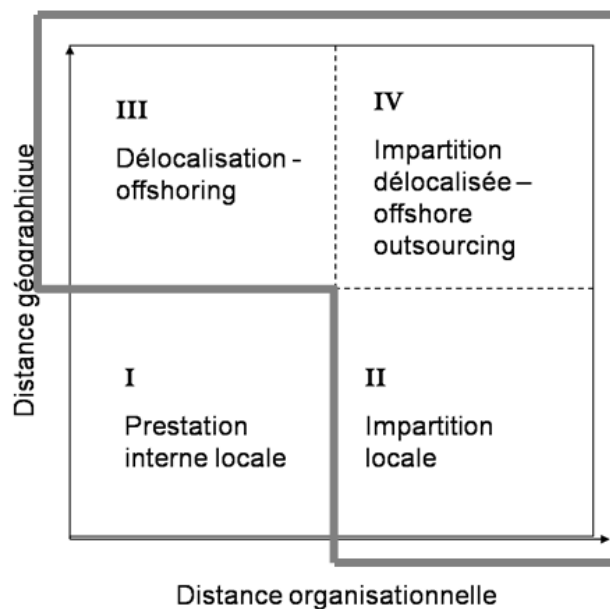 III
Délocalisation -
offshoring
IV
Impartition
délocalisée –
offshore
outsourcing
Distance géographique
I
Prestation
interne locale
II
Impartition
locale
Distance organisationnelle